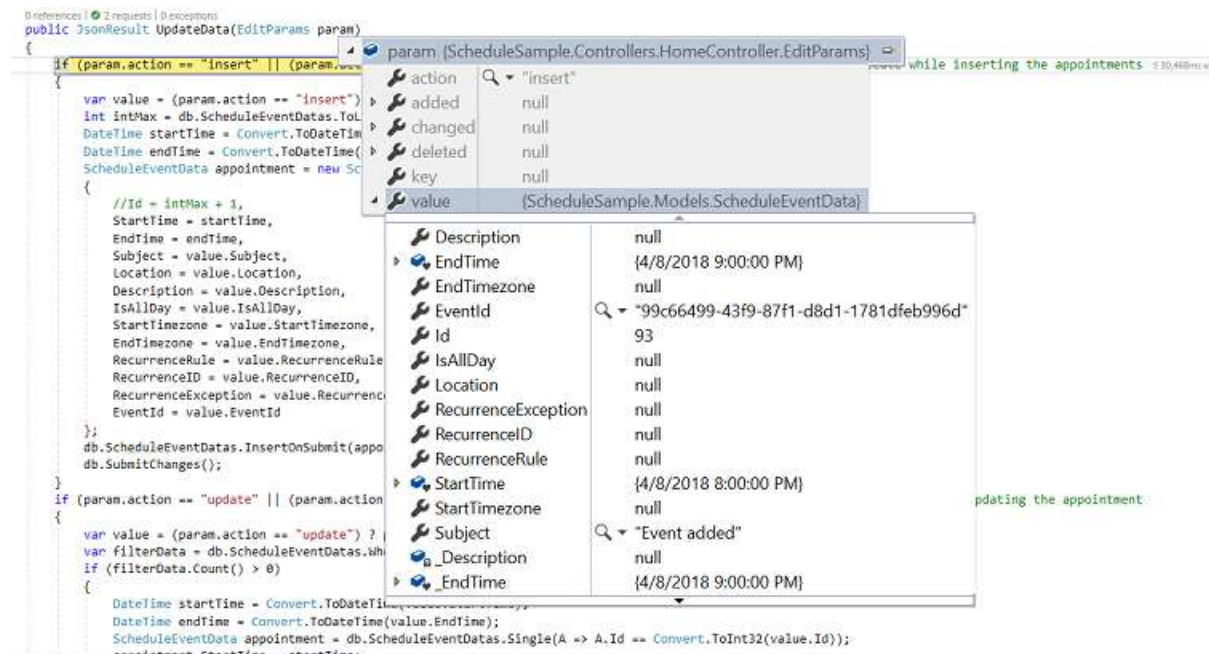 0 references | 2 requests | 0 exceptions
public JsonResult UpdateData(EditParams param)
{
param {ScheduleSample.Controllers.HomeController.EditParams}
if (param.action == "insert" || (param. while inserting the appointments ≤ 30,468ms
action "insert"
{
var value = (param.action == "insert")
added null
int intMax = db.ScheduleEventDatas.ToL
changed null
DateTime startTime = Convert.ToDateTim
deleted null
DateTime endTime = Convert.ToDateTime(
key null
ScheduleEventData appointment = new Sc
value {ScheduleSample.Models.ScheduleEventData}
{
//Id = intMax + 1,
StartTime = startTime,
EndTime = endTime,
Subject = value.Subject,
Location = value.Location,
Description = value.Description,
IsAllDay = value.IsAllDay,
StartTimezone = value.StartTimezone,
EndTimezone = value.EndTimezone,
RecurrenceRule = value.RecurrenceRule
RecurrenceID = value.RecurrenceID,
RecurrenceException = value.Recurrenc
EventId = value.EventId
};
db.ScheduleEventDatas.InsertOnSubmit(appo
db.SubmitChanges();
}
Description null
EndTime {4/8/2018 9:00:00 PM}
EndTimezone null
EventId "99c66499-43f9-87f1-d8d1-1781dfeb996d"
Id 93
IsAllDay null
Location null
RecurrenceException null
RecurrenceID null
RecurrenceRule null
StartTime {4/8/2018 8:00:00 PM}
StartTimezone null
Subject "Event added"
_Description null
_EndTime {4/8/2018 9:00:00 PM}
if (param.action == "update" || (param.action pdating the appointment
{
var value = (param.action == "update") ?
var filterData = db.ScheduleEventDatas.Whe
if (filterData.Count() > 0)
{
DateTime startTime = Convert.ToDateTime(value.StartTime);
DateTime endTime = Convert.ToDateTime(value.EndTime);
ScheduleEventData appointment = db.ScheduleEventDatas.Single(A => A.Id == Convert.ToInt32(value.Id));